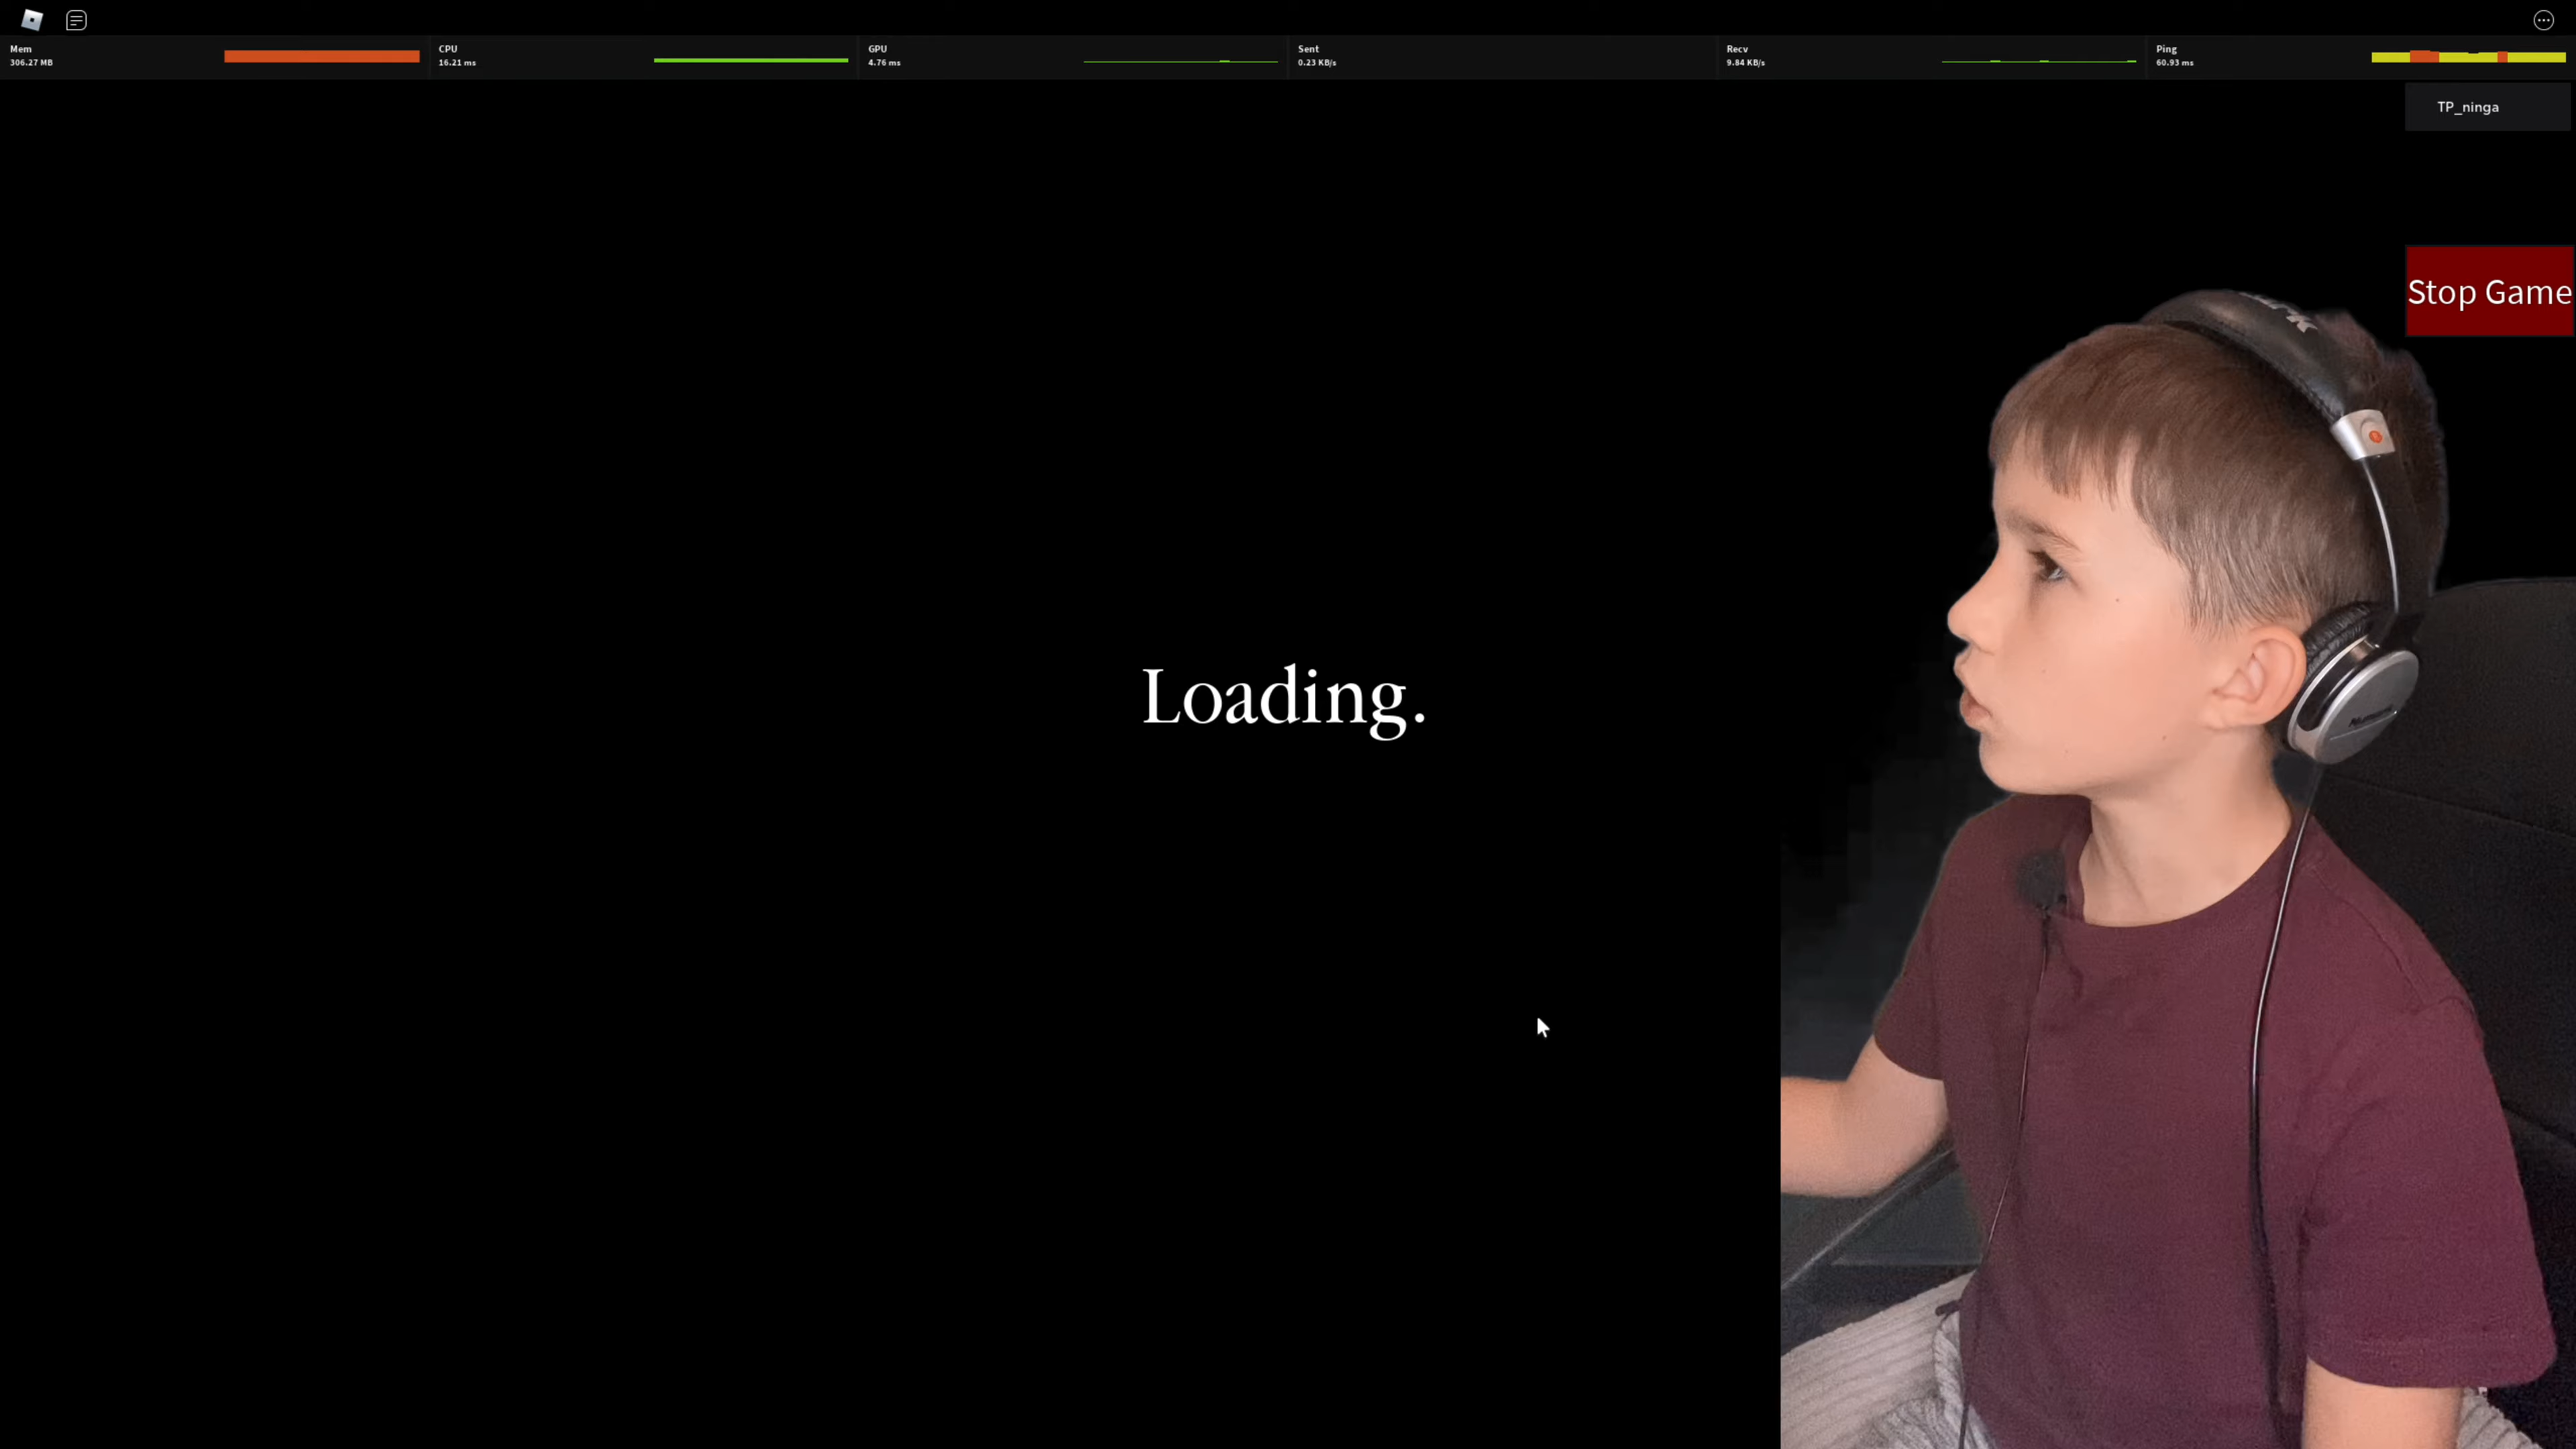 Mem
306.27 MB
CPU
16.21 ms
GPU
4.76 ms
Sent
0.23 KB/s
Recv
9.84 KB/s
Ping
60.93 ms
TP_ninga
Stop Game
Loading.